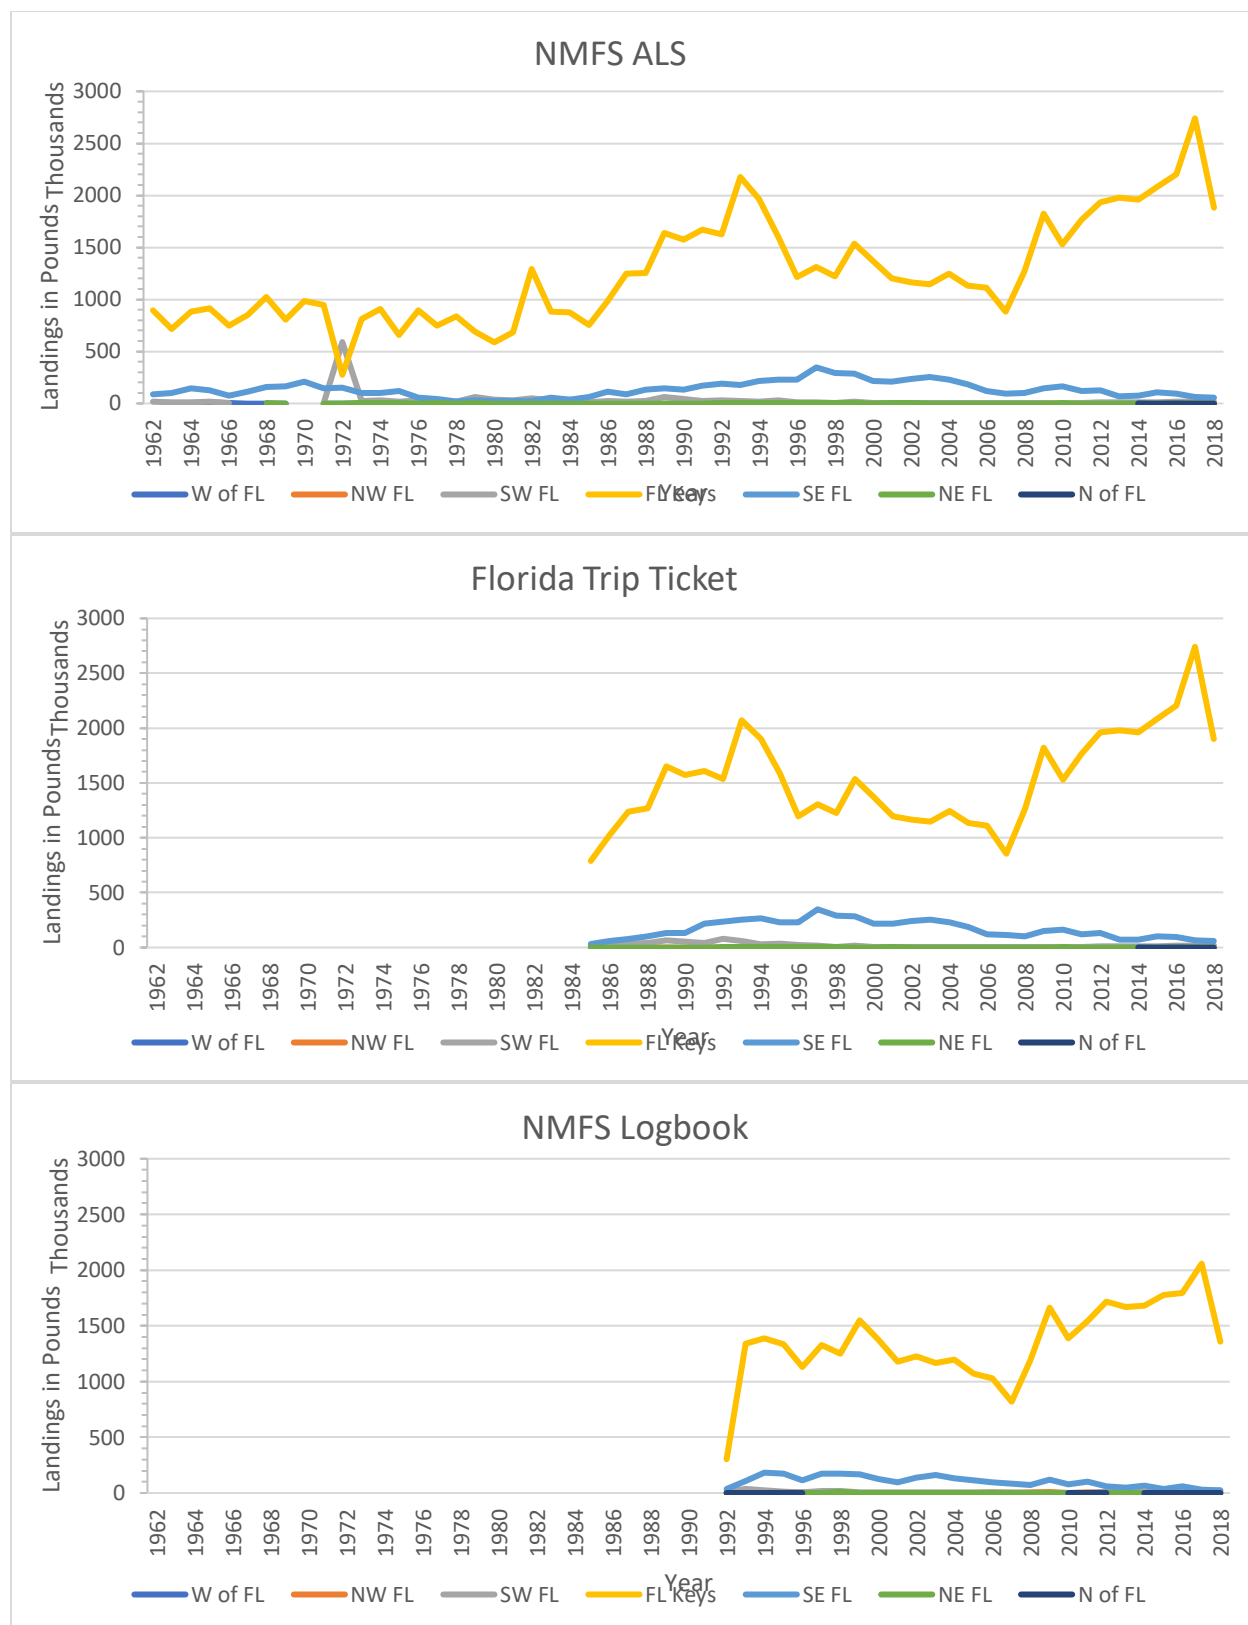 NMFS ALS
Landings in Pounds Thousands
3000
2500
2000
1500
1000
500
0
1962 1964 1966 1968 1970 1972 1974 1976 1978 1980 1982 1984 1986 1988 1990 1992 1994 1996 1998 2000 2002 2004 2006 2008 2010 2012 2014 2016 2018
Year
W of FL NW FL SW FL FL Keys SE FL NE FL N of FL
Florida Trip Ticket
Landings in Pounds Thousands
3000
2500
2000
1500
1000
500
0
1962 1964 1966 1968 1970 1972 1974 1976 1978 1980 1982 1984 1986 1988 1990 1992 1994 1996 1998 2000 2002 2004 2006 2008 2010 2012 2014 2016 2018
Year
W of FL NW FL SW FL FL Keys SE FL NE FL N of FL
NMFS Logbook
Landings in Pounds Thousands
3000
2500
2000
1500
1000
500
0
1962 1964 1966 1968 1970 1972 1974 1976 1978 1980 1982 1984 1986 1988 1990 1992 1994 1996 1998 2000 2002 2004 2006 2008 2010 2012 2014 2016 2018
Year
W of FL NW FL SW FL FL Keys SE FL NE FL N of FL